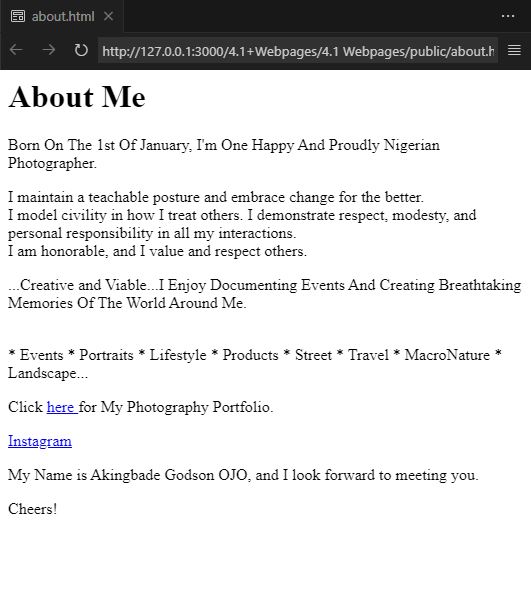 about.html
http://127.0.0.1:3000/4.1+Webpages/4.1 Webpages/public/about.h
About Me
Born On The 1st Of January, I'm One Happy And Proudly Nigerian
Photographer.
I maintain a teachable posture and embrace change for the better.
I model civility in how I treat others. I demonstrate respect, modesty, and
personal responsibility in all my interactions.
I am honorable, and I value and respect others.
...Creative and Viable...I Enjoy Documenting Events And Creating Breathtaking
Memories Of The World Around Me.
* Events * Portraits * Lifestyle * Products * Street * Travel * MacroNature *
Landscape...
Click here for My Photography Portfolio.
Instagram
My Name is Akingbade Godson OJO, and I look forward to meeting you.
Cheers!